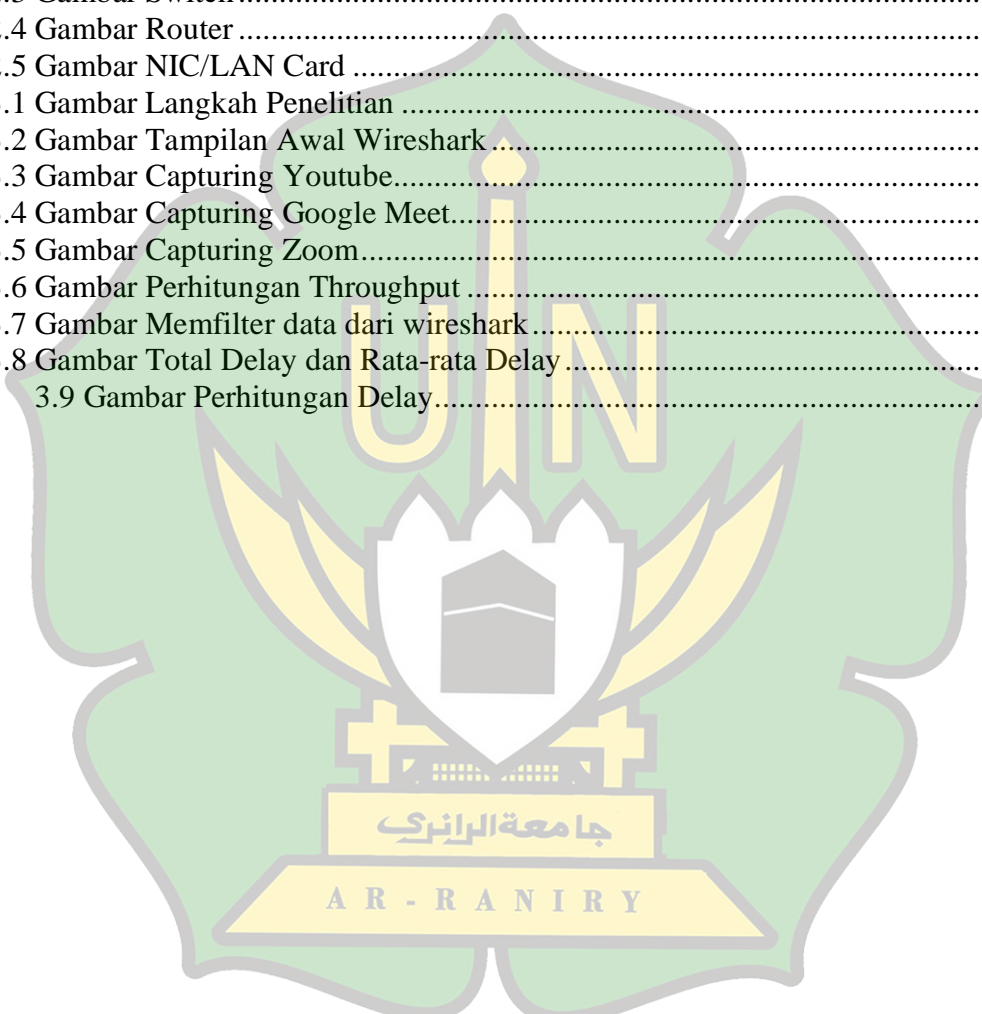 .3 Gambar Switch
.4 Gambar Router
.5 Gambar NIC/LAN Card
.1 Gambar Langkah Penelitian
.2 Gambar Tampilan Awal Wireshark
.3 Gambar Capturing Youtube
.4 Gambar Capturing Google Meet
.5 Gambar Capturing Zoom
.6 Gambar Perhitungan Throughput
.7 Gambar Memfilter data dari wireshark
.8 Gambar Total Delay dan Rata-rata Delay
3.9 Gambar Perhitungan Delay
UIN
جامعةالرانري
AR-RANIRY